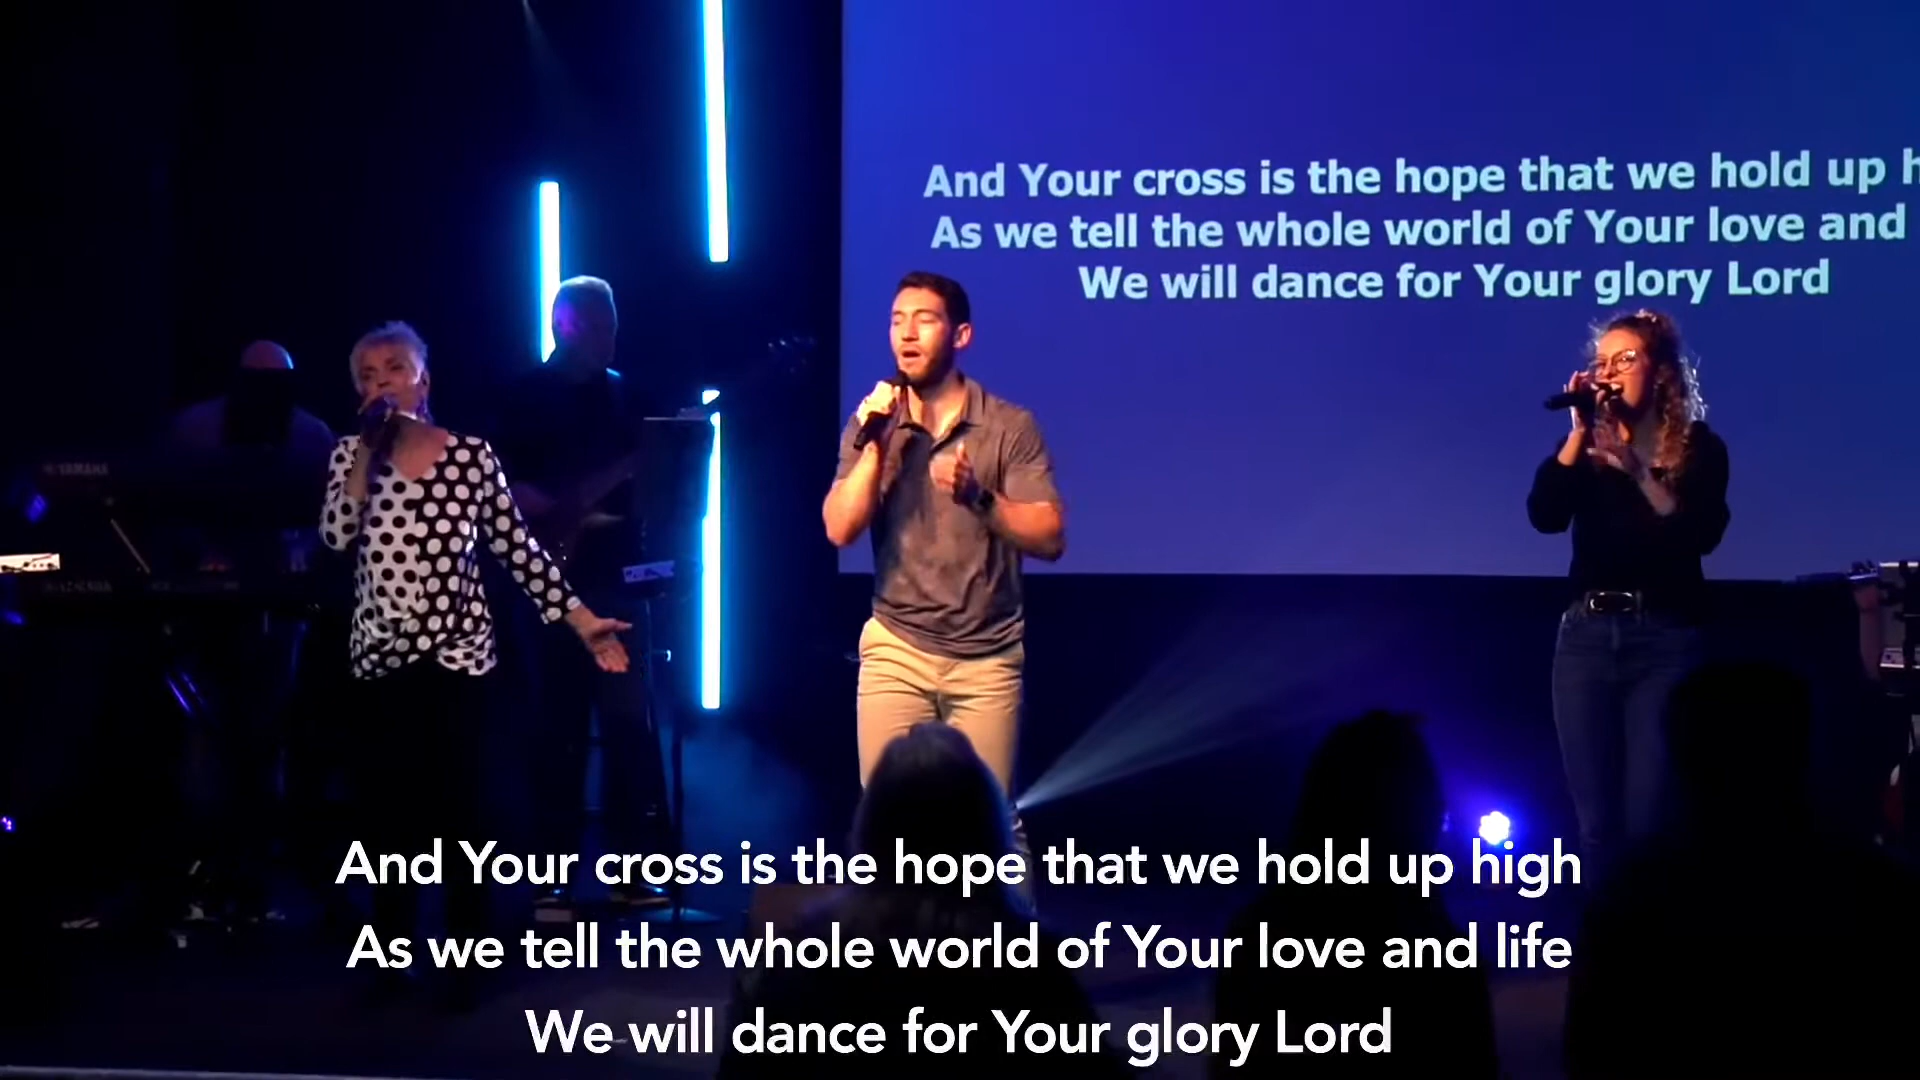 And Your cross is the hope that we hold up h
As we tell the whole world of Your love and
We will dance for Your glory Lord
YAMAHA
And Your cross is the hope that we hold up high
As we tell the whole world of Your love and life
We will dance for Your glory Lord